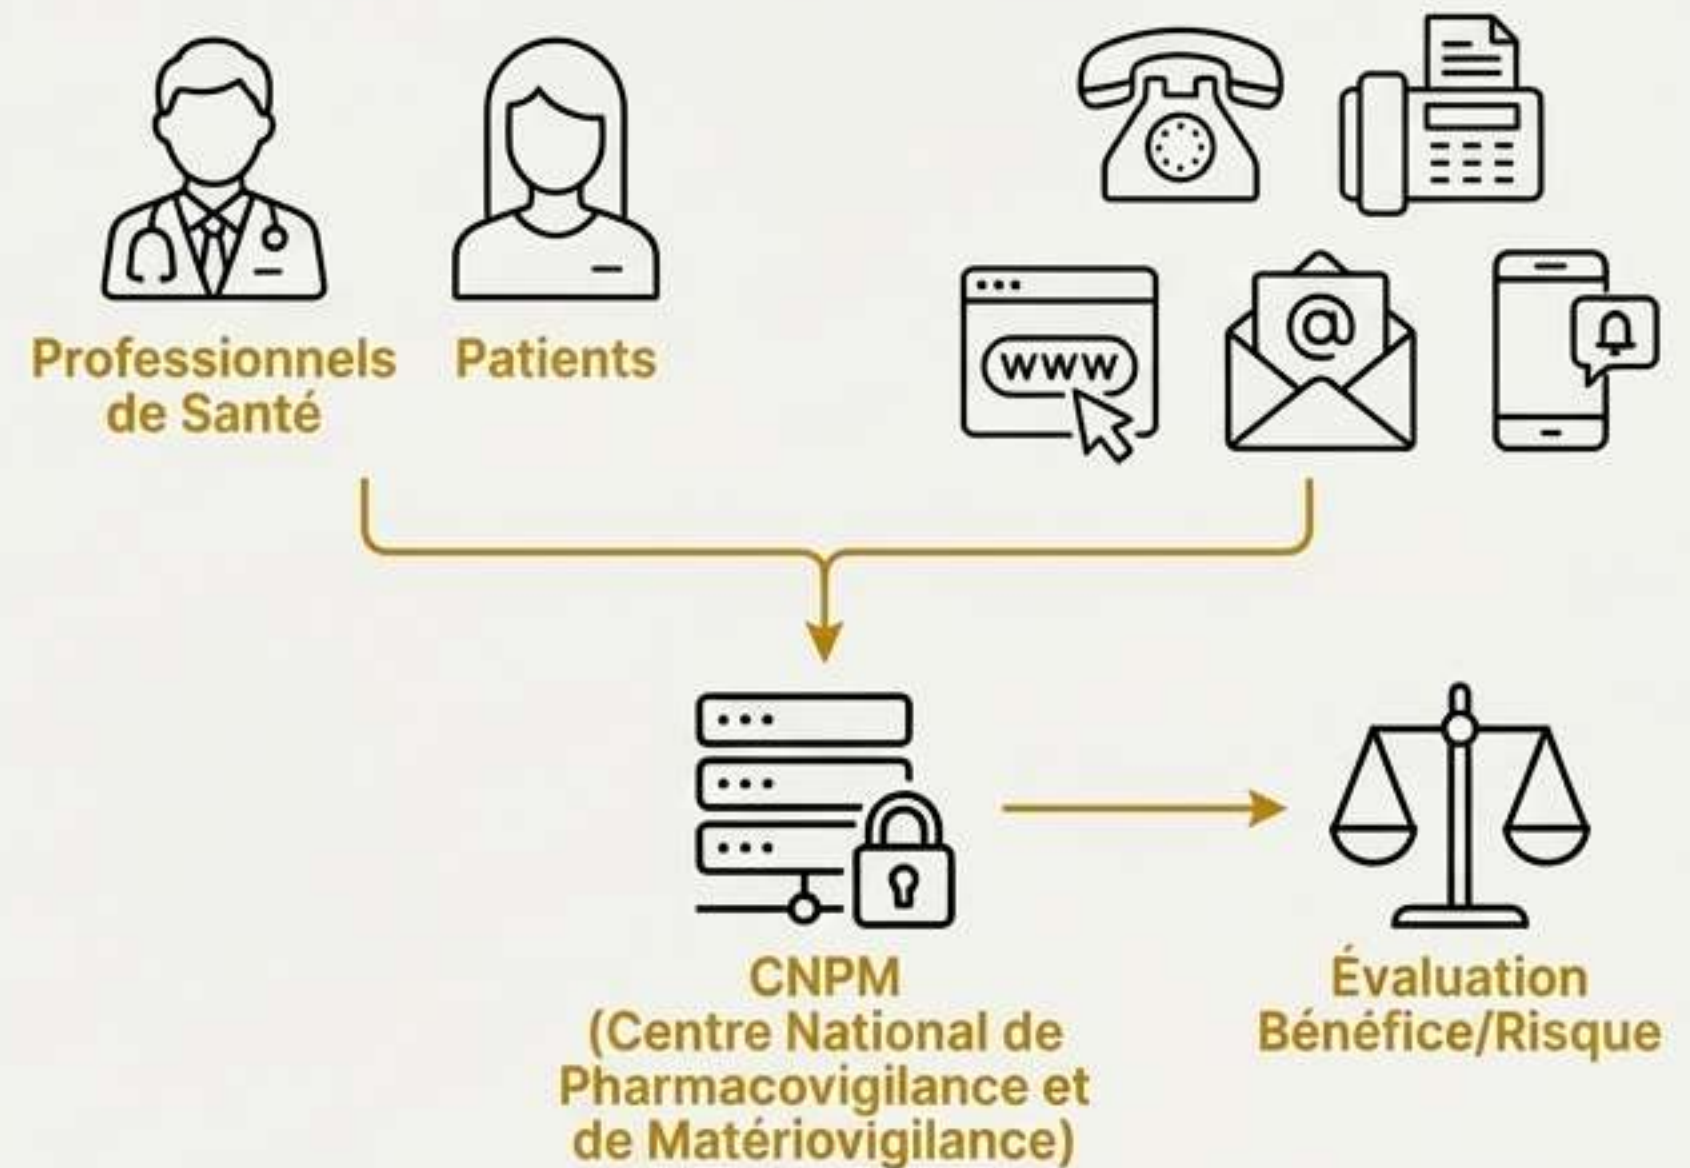 Professionnels
de Santé
Patients
www
@
CNPM
(Centre National de
Pharmacovigilance et
de Matériovigilance)
Évaluation
Bénéfice/Risque